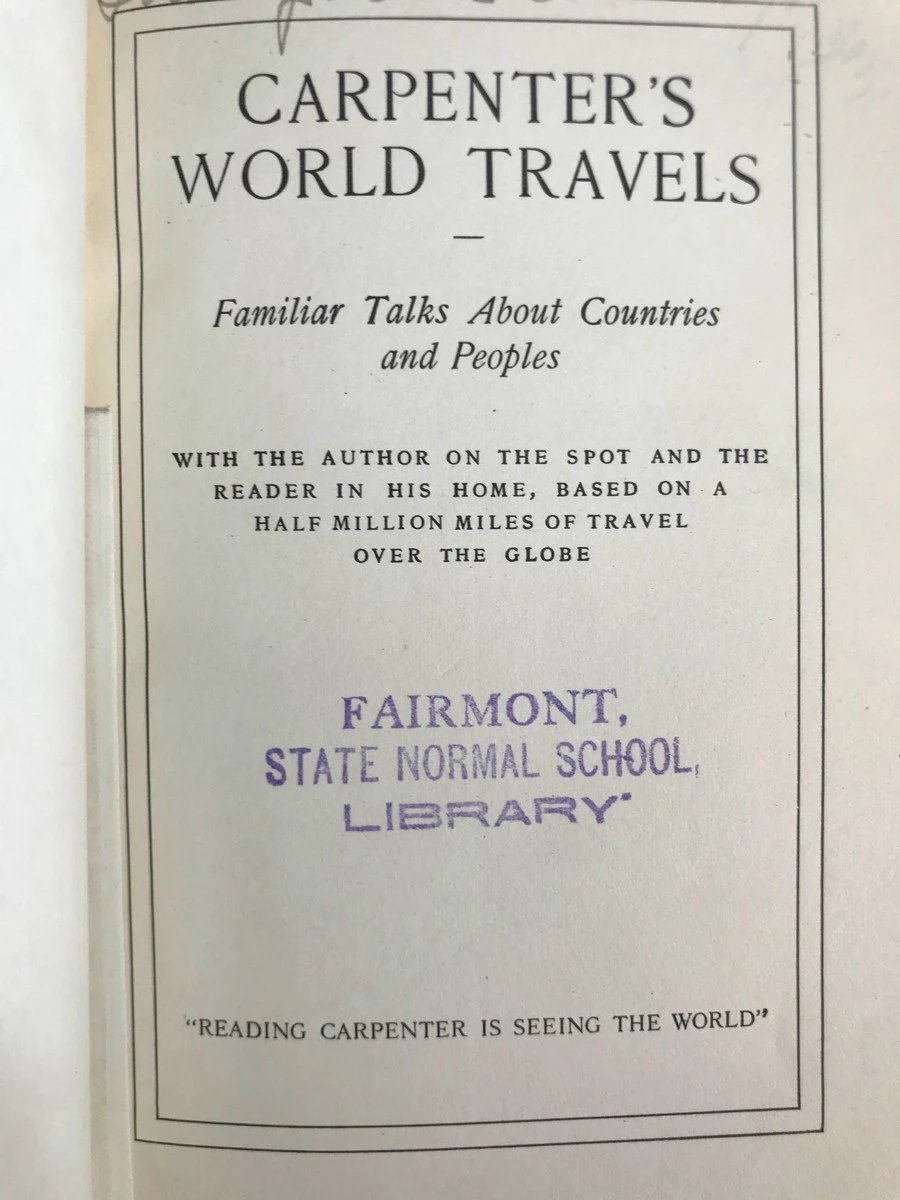 CARPENTER'S
WORLD TRAVELS
Familiar Talks About Countries
and Peoples
WITH THE AUTHOR ON THE SPOT AND THE
READER IN HIS HOME, BASED ON A
HALF MILLION MILES OF TRAVEL
OVER THE GLOBE
FAIRMONT,
STATE NORMAL SCHOOL,
LIBRARY.
"READING CARPENTER IS SEEING THE WORLD"